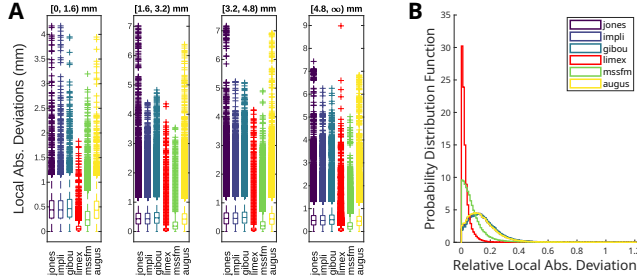 A
[0, 1.6) mm
[1.6, 3.2) mm
[3.2, 4.8) mm
[4.8, ∞) mm
B
Local Abs. Deviations (mm)
4
3.5
3
2.5
2
1.5
1
0.5
0
7
6
5
4
3
2
1
0
7
6
5
4
3
2
1
0
9
8
7
6
5
4
3
2
1
0
jones
impli
gibou
limex
mssfm
augus
jones
impli
gibou
limex
mssfm
augus
jones
impli
gibou
limex
mssfm
augus
jones
impli
gibou
limex
mssfm
augus
Probability Distribution Function
35
30
25
20
15
10
5
0
jones
impli
gibou
limex
mssfm
augus
0 0.2 0.4 0.6 0.8 1 1.2
Relative Local Abs. Deviation